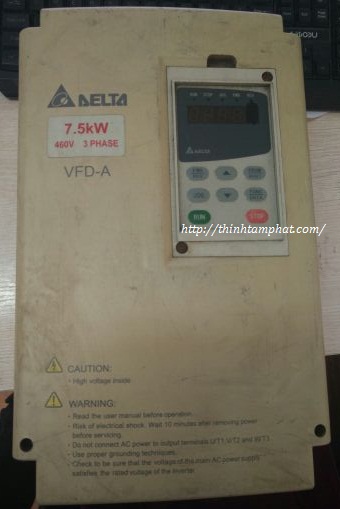 DELTA
7.5kW
460V 3 PHASE
VFD-A
DELTA
JOG
RUN
STOP
http://thinhtamphat.com/
CAUTION:
· High voltage inside.
WARNING:
· Read the user manual before operation.
· Risk of electrical shock. Wait 10 minutes after removing power
before servicing.
· Do not connect AC power to output terminals U/T1,V/T2 and W/T3.
· Use proper grounding techniques.
· Check to be sure that the voltage of the main AC power supply
satisfies the rated voltage of the inverter.